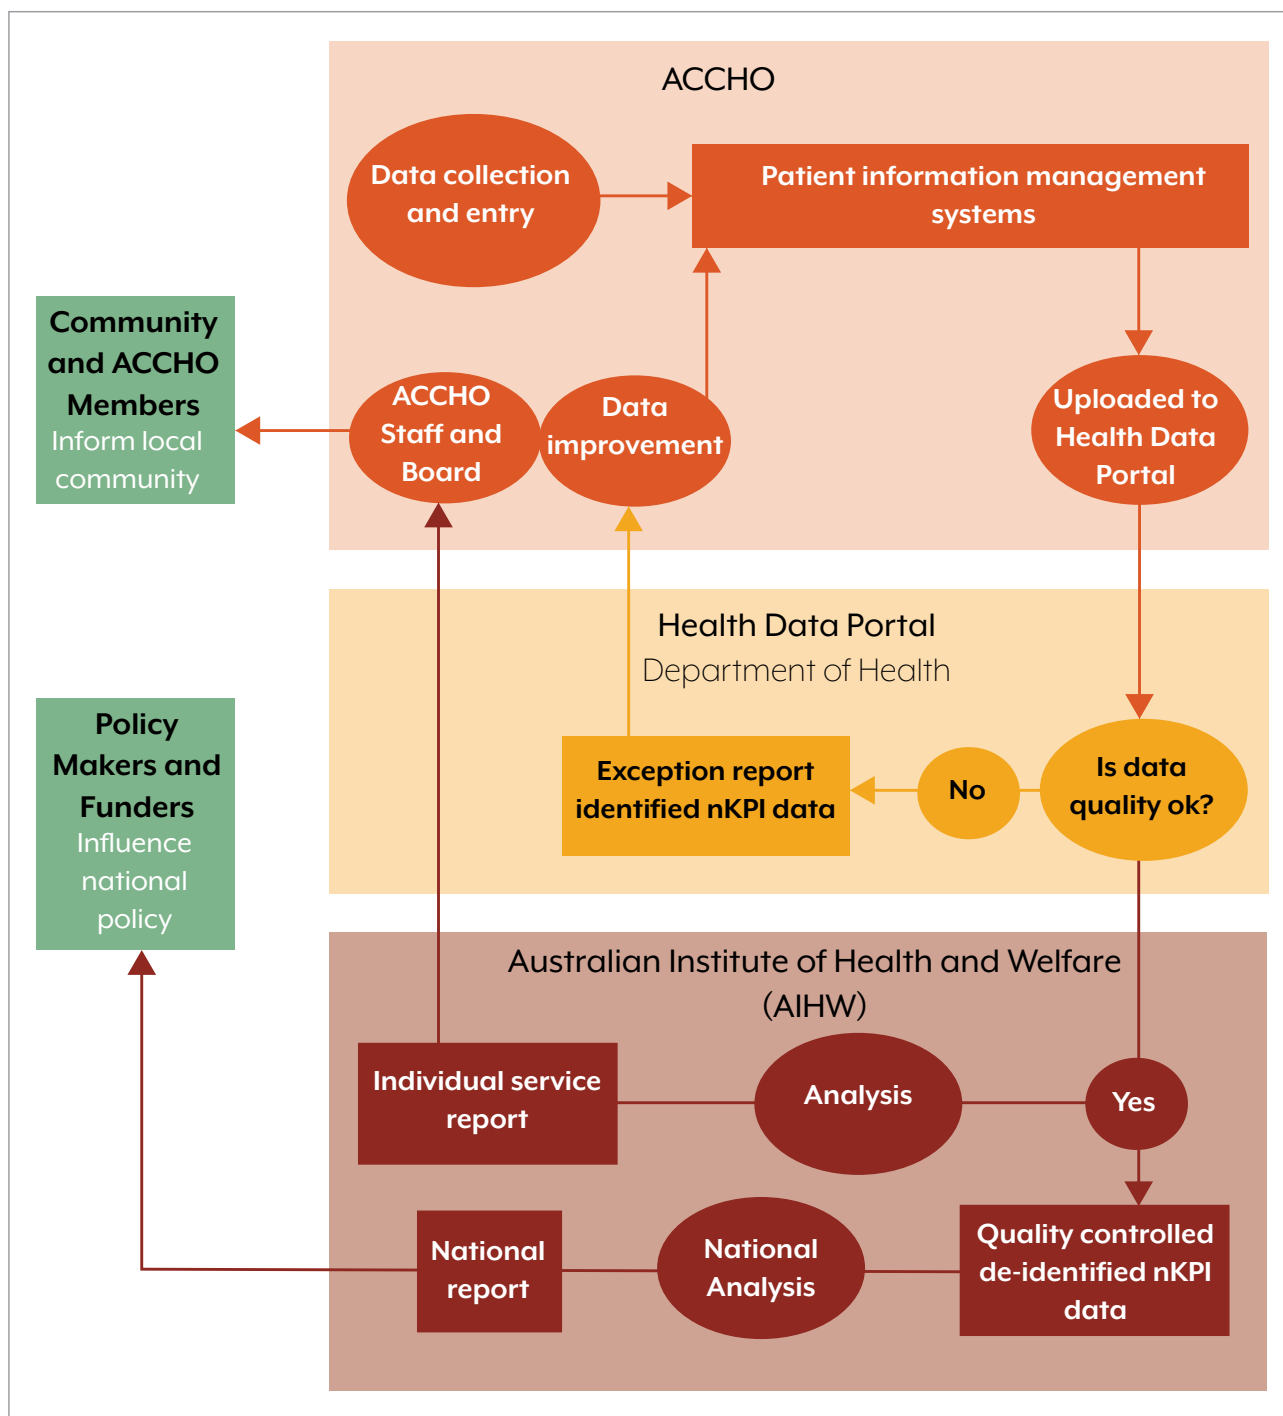 ACCHO
Data collection
and entry
Patient information management
systems
Community
and ACCHO
Members
Inform local
community
ACCHO
Staff and
Board
Data
improvement
Uploaded to
Health Data
Portal
Health Data Portal
Department of Health
Policy
Makers and
Funders
Influence
national
policy
Exception report
identified nKPI data
No
Is data
quality ok?
Australian Institute of Health and Welfare
(AIHW)
Individual service
report
Analysis
Yes
National
report
National
Analysis
Quality controlled
de-identified nKPI
data